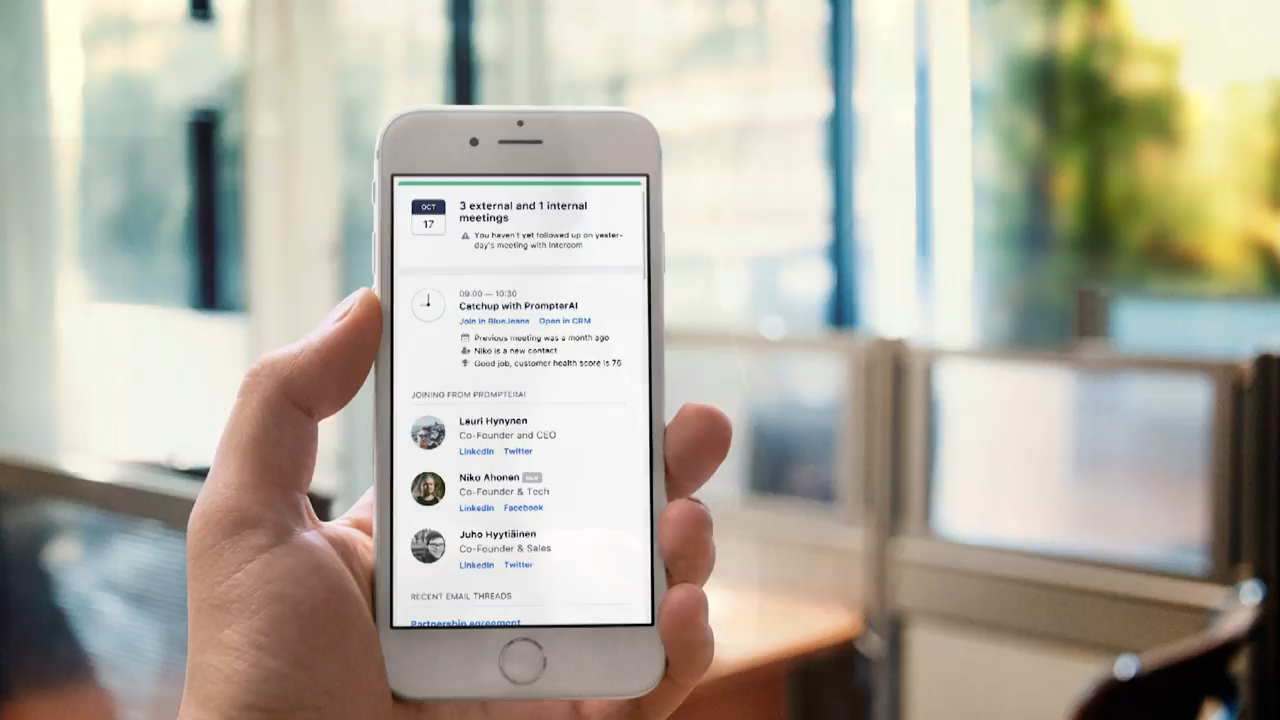 OCT
17
3 external and 1 internal
meetings
You haven't yet followed up on yester-
day's meeting with Intercom
09:00 — 10:30
Catchup with PrompterAI
Join in BlueJeans Open in CRM
Previous meeting was a month ago
Niko is a new contact
Good job, customer health score is 76
JOINING FROM PROMPTERAI
Lauri Hynynen
Co-Founder and CEO
LinkedIn Twitter
Niko Ahonen NEW
Co-Founder & Tech
LinkedIn Facebook
Juho Hyytiäinen
Co-Founder & Sales
LinkedIn Twitter
RECENT EMAIL THREADS
Partnership agreement